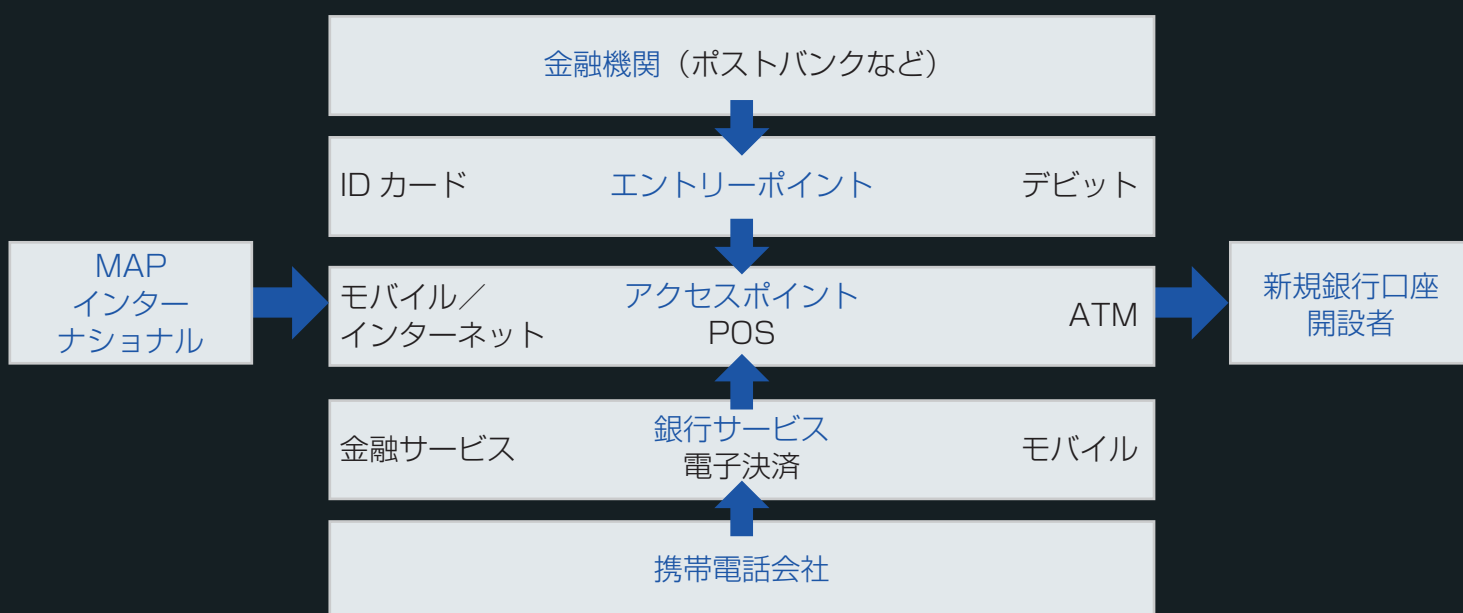 金融機関（ポストバンクなど）
ID カード
エントリーポイント
デビット
MAP
インター
ナショナル
モバイル／
インターネット
アクセスポイント
POS
ATM
新規銀行口座
開設者
金融サービス
銀行サービス
電子決済
モバイル
携帯電話会社